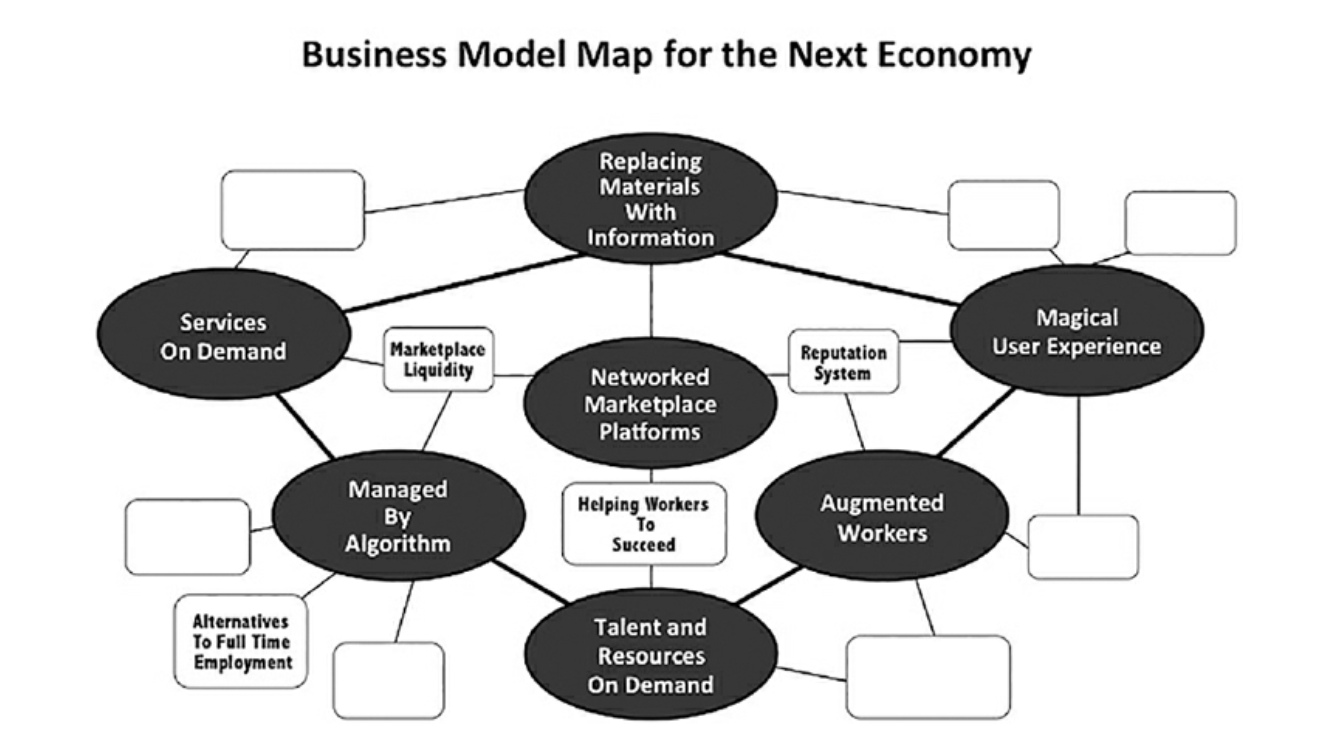 Business Model Map for the Next Economy
Replacing
Materials
With
Information
Services
On Demand
Magical
User Experience
Marketplace
Liquidity
Reputation
System
Networked
Marketplace
Platforms
Managed
By
Algorithm
Helping Workers
To
Succeed
Augmented
Workers
Alternatives
To Full Time
Employment
Talent and
Resources
On Demand